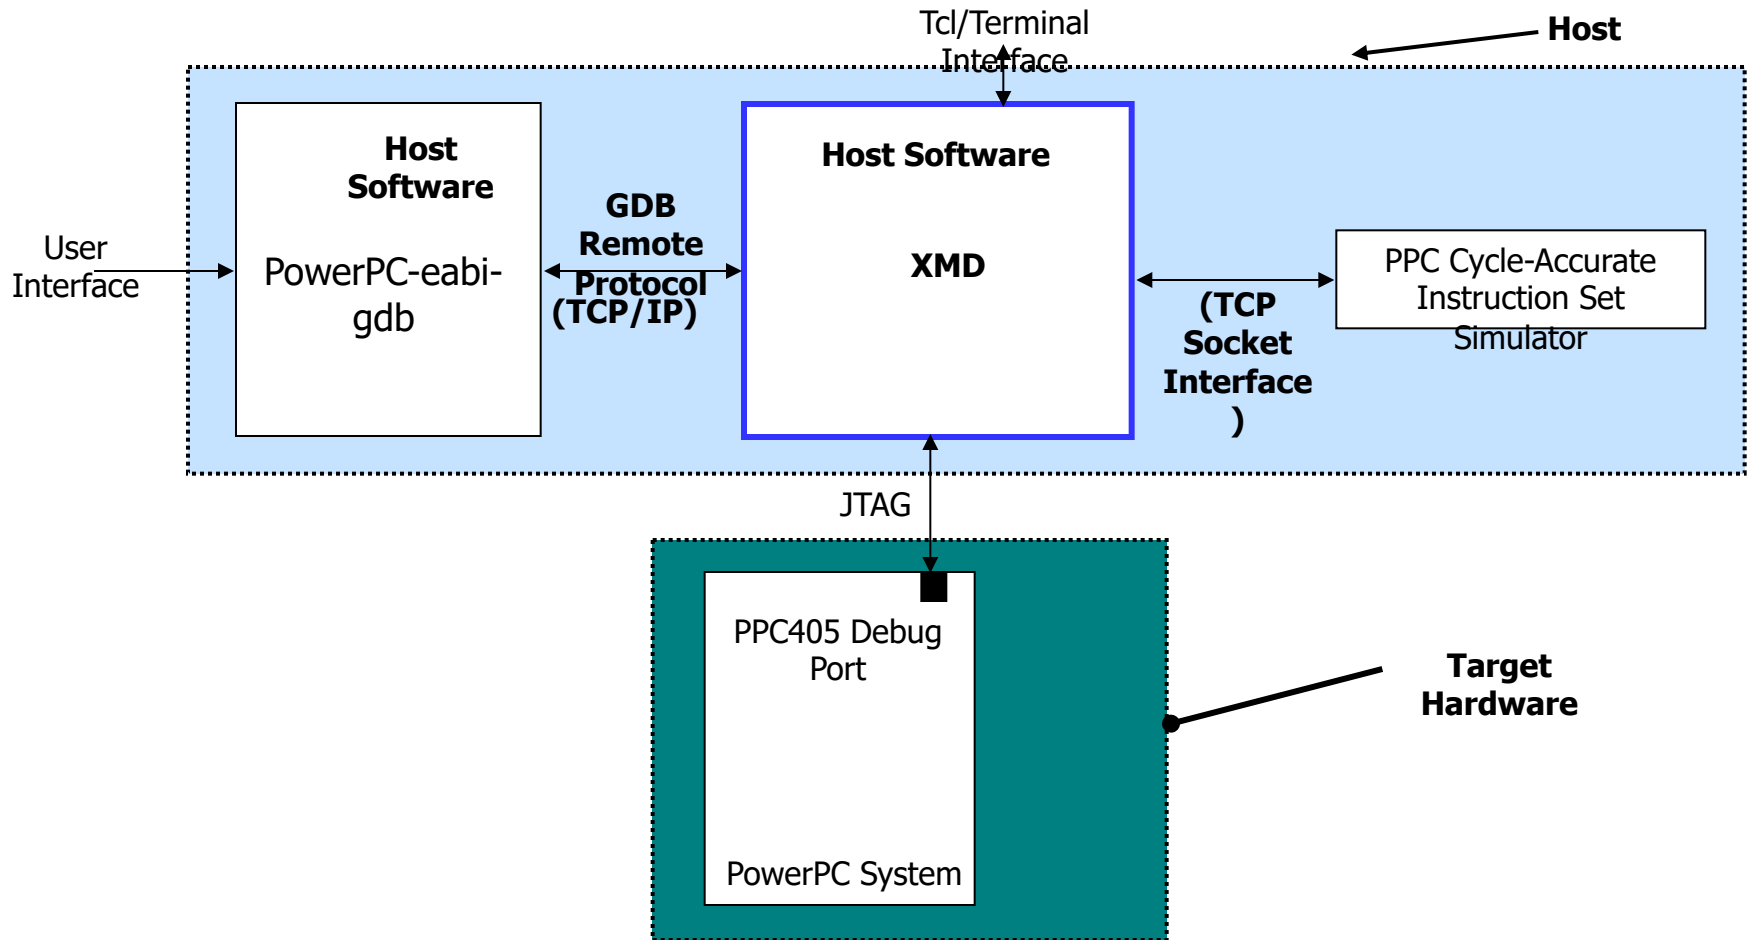 Tcl/Terminal
Interface
Host
Host
Software
PowerPC-eabi-
gdb
User
Interface
GDB
Remote
Protocol
(TCP/IP)
Host Software
XMD
(TCP
Socket
Interface
)
PPC Cycle-Accurate
Instruction Set
Simulator
JTAG
PPC405 Debug
Port
PowerPC System
Target
Hardware